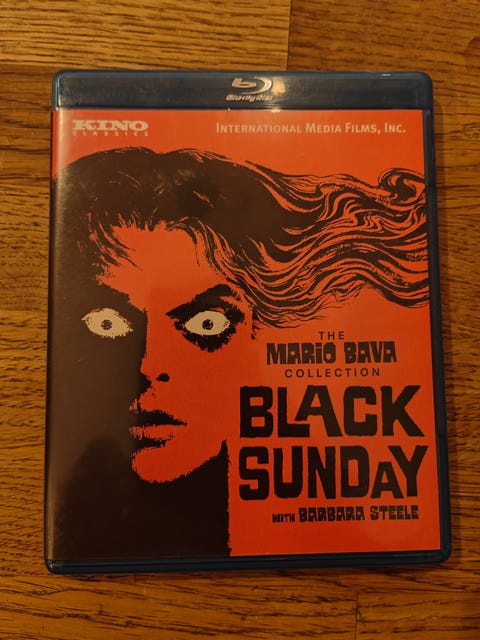 Blu-ray Disc
KINO INTERNATIONAL MEDIA FILMS, INC.
CLASSICS
THE
MARIO BAVA
COLLECTION
BLACK
SUNDAY
WITH BARBARA STEELE